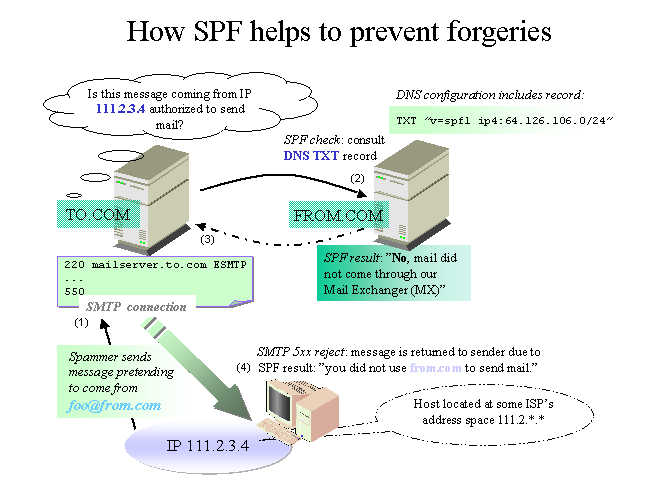 How SPF helps to prevent forgeries
Is this message coming from IP
111.2.3.4 authorized to send
mail?
DNS configuration includes record:
TXT "v=spf1 ip4:64.126.106.0/24"
SPF check: consult
DNS TXT record
(2)
TO.COM
FROM.COM
(3)
220 mailserver.to.com ESMTP
...
550
SMTP connection
SPF result: "No, mail did
not come through our
Mail Exchanger (MX)"
(1)
Spammer sends
message pretending
to come from
foo@from.com
(4)
SMTP 5xx reject: message is returned to sender due to
SPF result: "you did not use from.com to send mail."
Host located at some ISP's
address space 111.2.*.*
IP 111.2.3.4